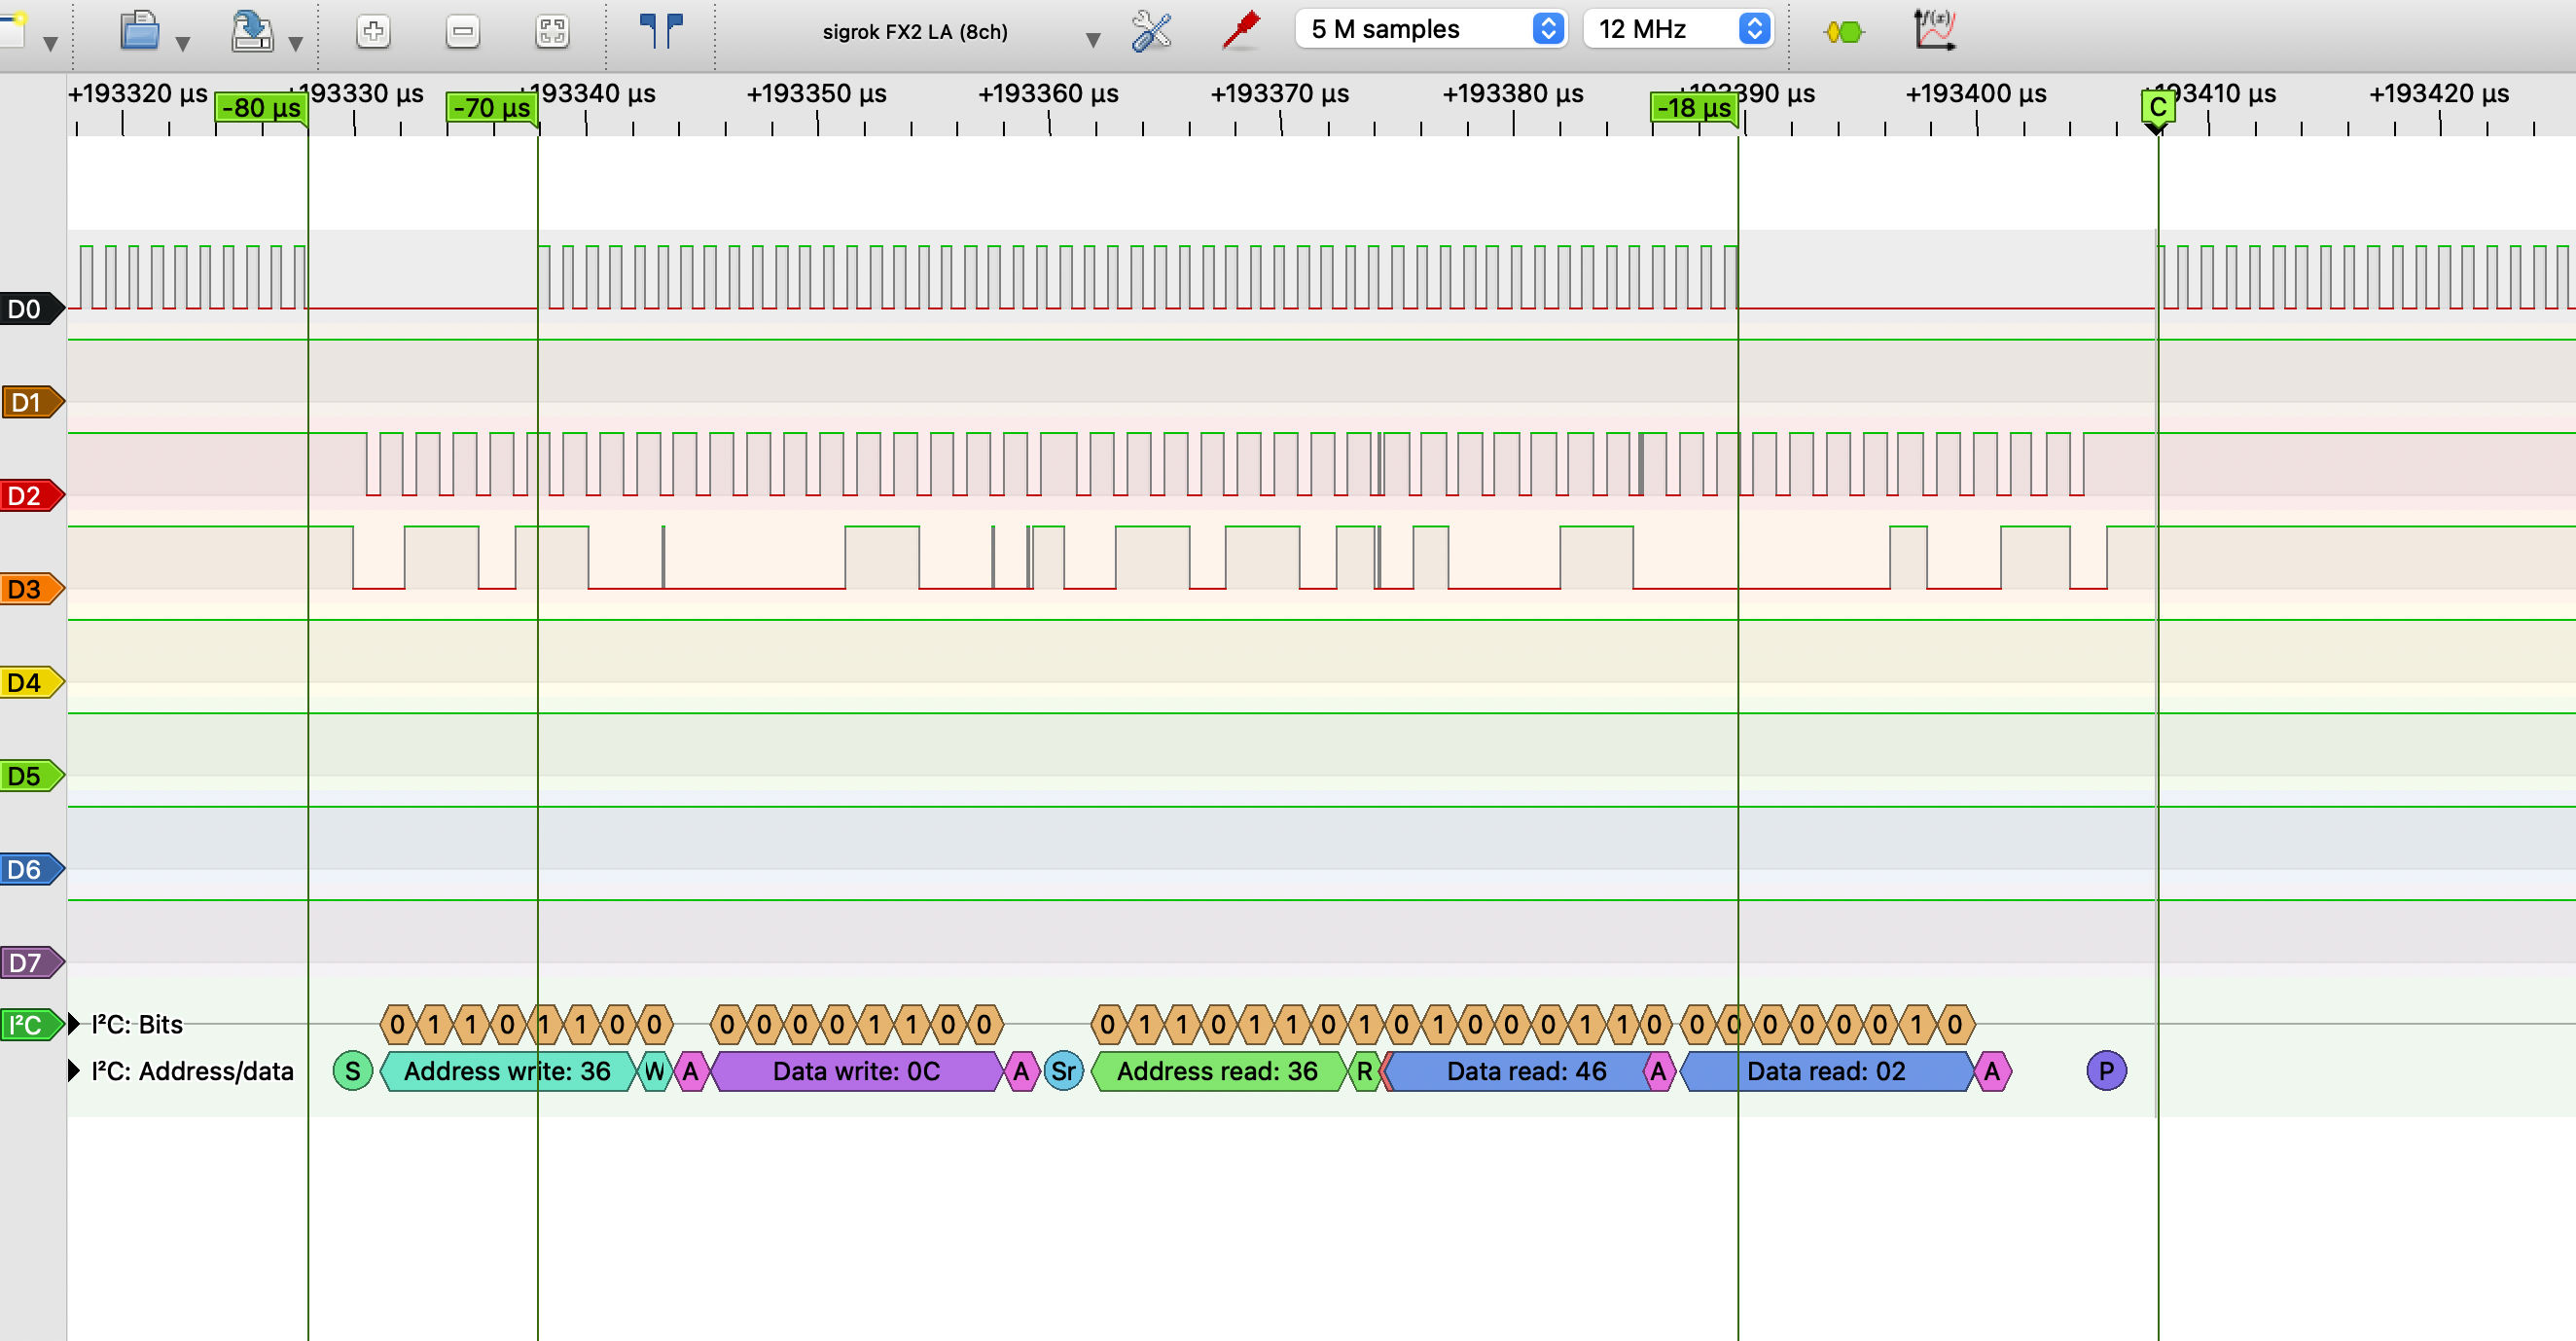 sigrok FX2 LA (8ch) 5 M samples 12 MHz
+193320 µs +193330 µs +193340 µs +193350 µs +193360 µs +193370 µs +193380 µs +193390 µs +193400 µs +193410 µs +193420 µs
-80 µs -70 µs -18 µs C
D0
D1
D2
D3
D4
D5
D6
D7
I²C I²C: Bits 0 1 1 0 1 1 0 0 0 0 0 0 1 1 0 0 0 1 1 0 1 1 0 1 0 1 0 0 0 1 1 0 0 0 0 0 0 0 1 0
I²C: Address/data S Address write: 36 W A Data write: 0C A Sr Address read: 36 R Data read: 46 A Data read: 02 A P